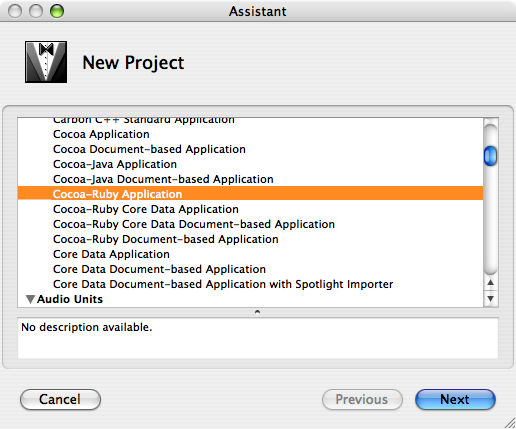 Assistant
New Project
Carbon C++ Standard Application
Cocoa Application
Cocoa Document-based Application
Cocoa-Java Application
Cocoa-Java Document-based Application
Cocoa-Ruby Application
Cocoa-Ruby Core Data Application
Cocoa-Ruby Core Data Document-based Application
Cocoa-Ruby Document-based Application
Core Data Application
Core Data Document-based Application
Core Data Document-based Application with Spotlight Importer
Audio Units
No description available.
Cancel Previous Next